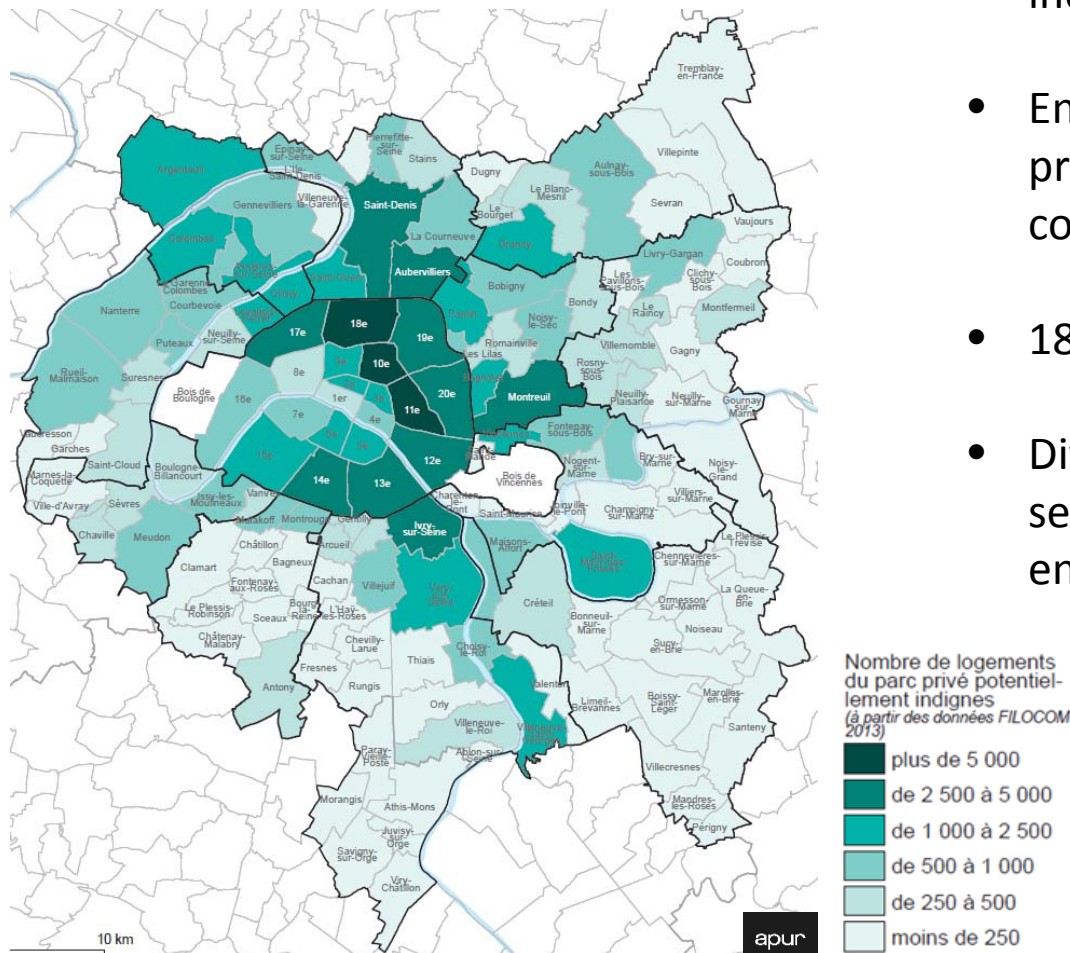 Tremblay-
en-France
Villepinte
Sevran
Vaujours
Coubron
Aulnay-
sous-Bois
Le Blanc-
Mesnil
Dugny
Le
Bourget
Drancy
Pierrefitte-
sur-
Seine
Stains
Epinay-
sur-Seine
L'Ile-
Saint-Denis
Villeneuve-
la-Garenne
Saint-Denis
La Courneuve
Aubervilliers
Argenteuil
Gennevilliers
Colombes
Asnières-
sur-Seine
La Garenne
Colombes
Courbevoie
Clichy
Saint-Ouen
Nanterre
Puteaux
Neuilly-
sur-Seine
Rueil-
Malmaison
Suresnes
Bois de
Boulogne
Bobigny
Pantin
Noisy-
le-Sec
Bondy
Romainville
Les Lilas
Bagnolet
Montreuil
Livry-Gargan
Clichy-
sous-
Bois
Montfermeil
Les
Pavillons-
sous-Bois
Le
Raincy
Villemomble
Gagny
Rosny-
sous-
Bois
Neuilly-
Plaisance
Neuilly-
sur-Marne
Gournay-
sur-
Marne
17e
18e
19e
8e
9e
10e
2e
1er
3e
11e
20e
16e
7e
4e
6e
5e
15e
12e
14e
13e
Fontenay-
sous-Bois
Bois de
Vincennes
Nogent-
sur-
Marne
Bry-sur-
Marne
Noisy-
le-
Grand
Villiers-
sur-Marne
Champigny-
sur-Marne
Joinville-
le-Pont
Charenton-
le-
Pont
Saint-Maurice
Vaucresson
Garches
Marnes-la-
Coquette
Saint-Cloud
Ville-d'Avray
Sèvres
Chaville
Boulogne-
Billancourt
Issy-les-
Moulineaux
Vanves
Malakoff
Montrouge
Gentilly
Meudon
Ivry-
sur-Seine
Arcueil
Villejuif
Vitry-
sur-
Seine
Maisons-
Alfort
Créteil
Saint-
Maur-des-
Fossés
Châtillon
Bagneux
Clamart
Fontenay-
aux-Roses
Cachan
Le Plessis-
Robinson
Sceaux
Bourg-
la-
Reine
L'Haÿ-
les-Roses
Châtenay-
Malabry
Chevilly-
Larue
Fresnes
Rungis
Antony
Thiais
Choisy-
le-Roi
Orly
Villeneuve-
le-Roi
Ablon-sur-
Seine
Valenton
Villeneuve-
Bonneuil-
sur-
Marne
Limeil-
Brévannes
Chennevières-
sur-Marne
Le Plessis-
Trévise
Ormesson-
sur-Marne
La Queue-
en-
Brie
Noiseau
Sucy-
en-Brie
Boissy-
Saint-
Léger
Marolles-
en-Brie
Santeny
Villecresnes
Mandres-
les-Roses
Périgny
Paray-
Vieille-
Poste
Morangis
Athis-Mons
Juvisy-
sur-
Orge
Savigny-
sur-Orge
Viry-
Châtillon
10 km
apur
• En
pr
co
• 18
•
se
en
Nombre de logements
du parc privé potentiel-
lement indignes
(à partir des données FILOCOM
2013)
plus de 5 000
de 2 500 à 5 000
de 1 000 à 2 500
de 500 à 1 000
de 250 à 500
moins de 250